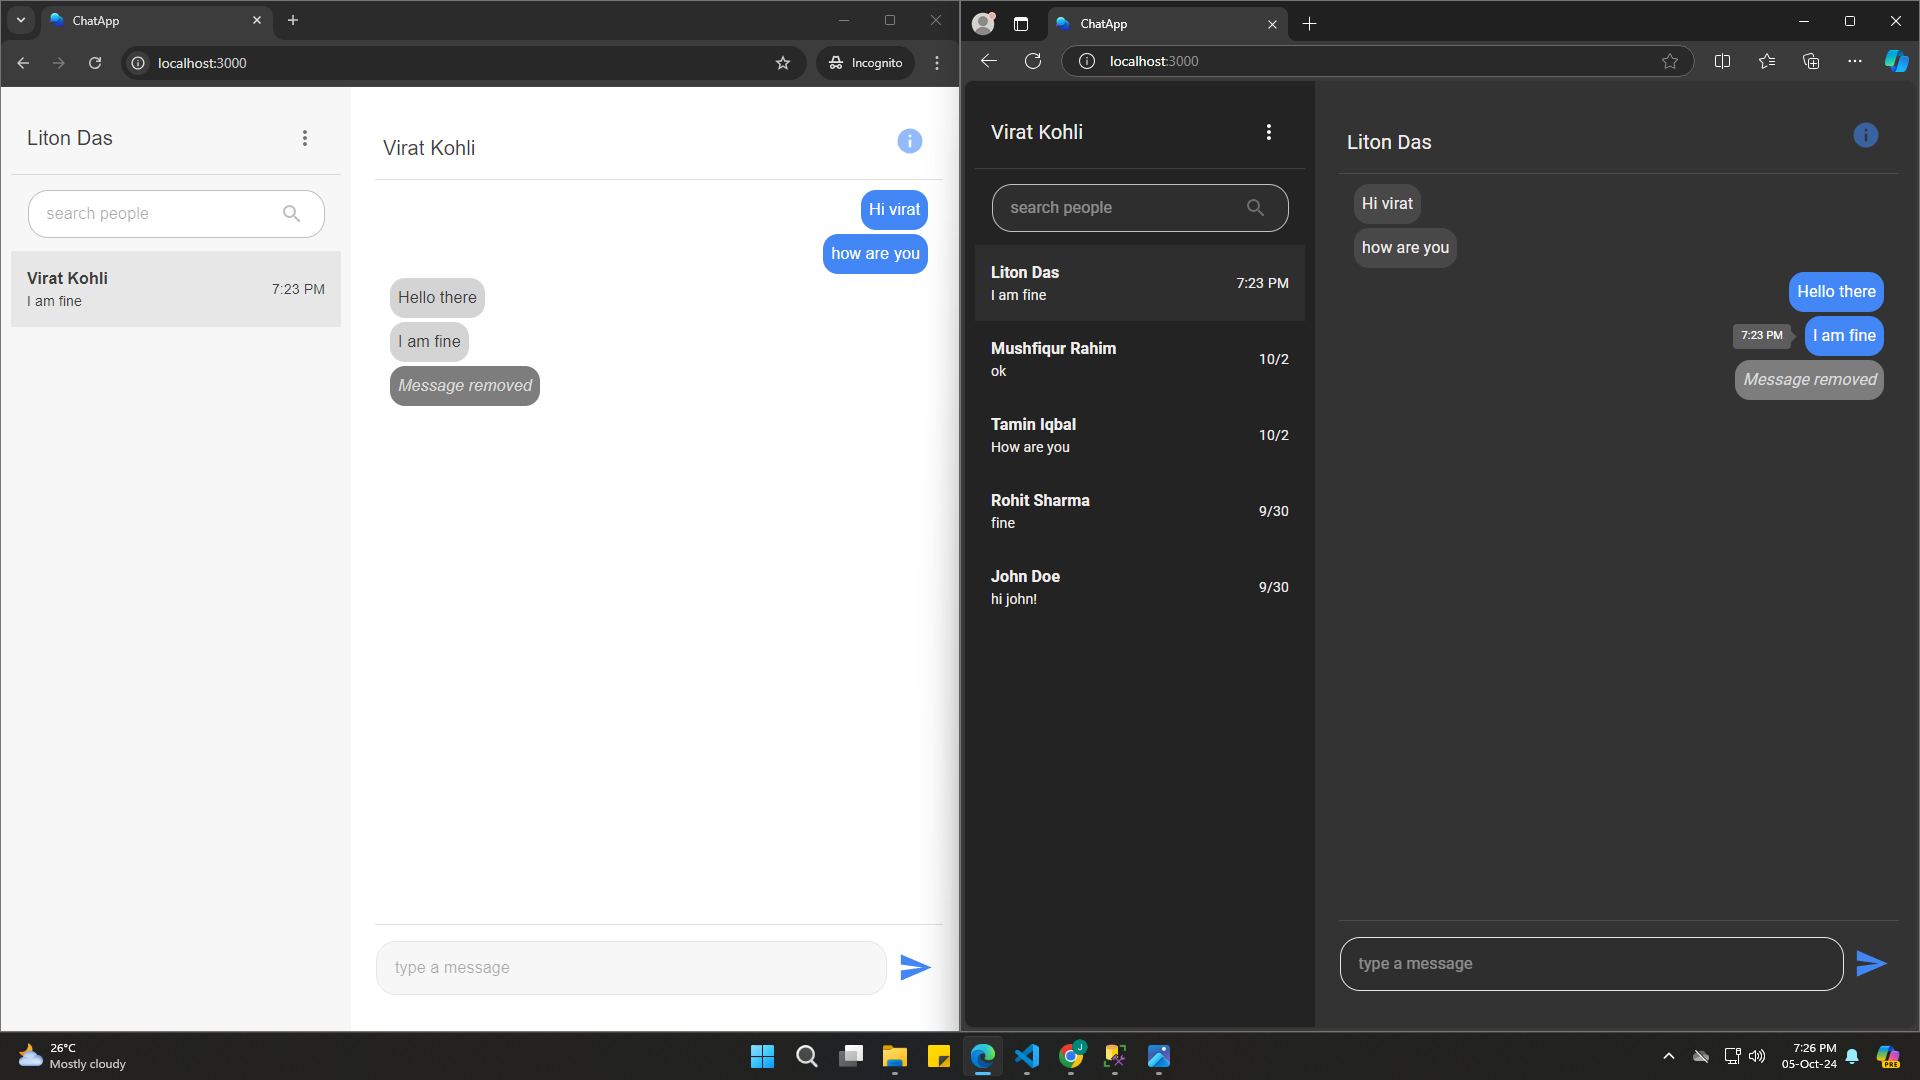 ChatApp
localhost:3000
Incognito
Liton Das
search people
Virat Kohli
7:23 PM
I am fine
Virat Kohli
Hi virat
how are you
Hello there
I am fine
Message removed
type a message
ChatApp
localhost:3000
Virat Kohli
search people
Liton Das
7:23 PM
I am fine
Mushfiqur Rahim
10/2
ok
Tamin Iqbal
10/2
How are you
Rohit Sharma
9/30
fine
John Doe
9/30
hi john!
Liton Das
Hi virat
how are you
Hello there
7:23 PM
I am fine
Message removed
type a message
26°C
Mostly cloudy
J
7:26 PM
05-Oct-24
PRE